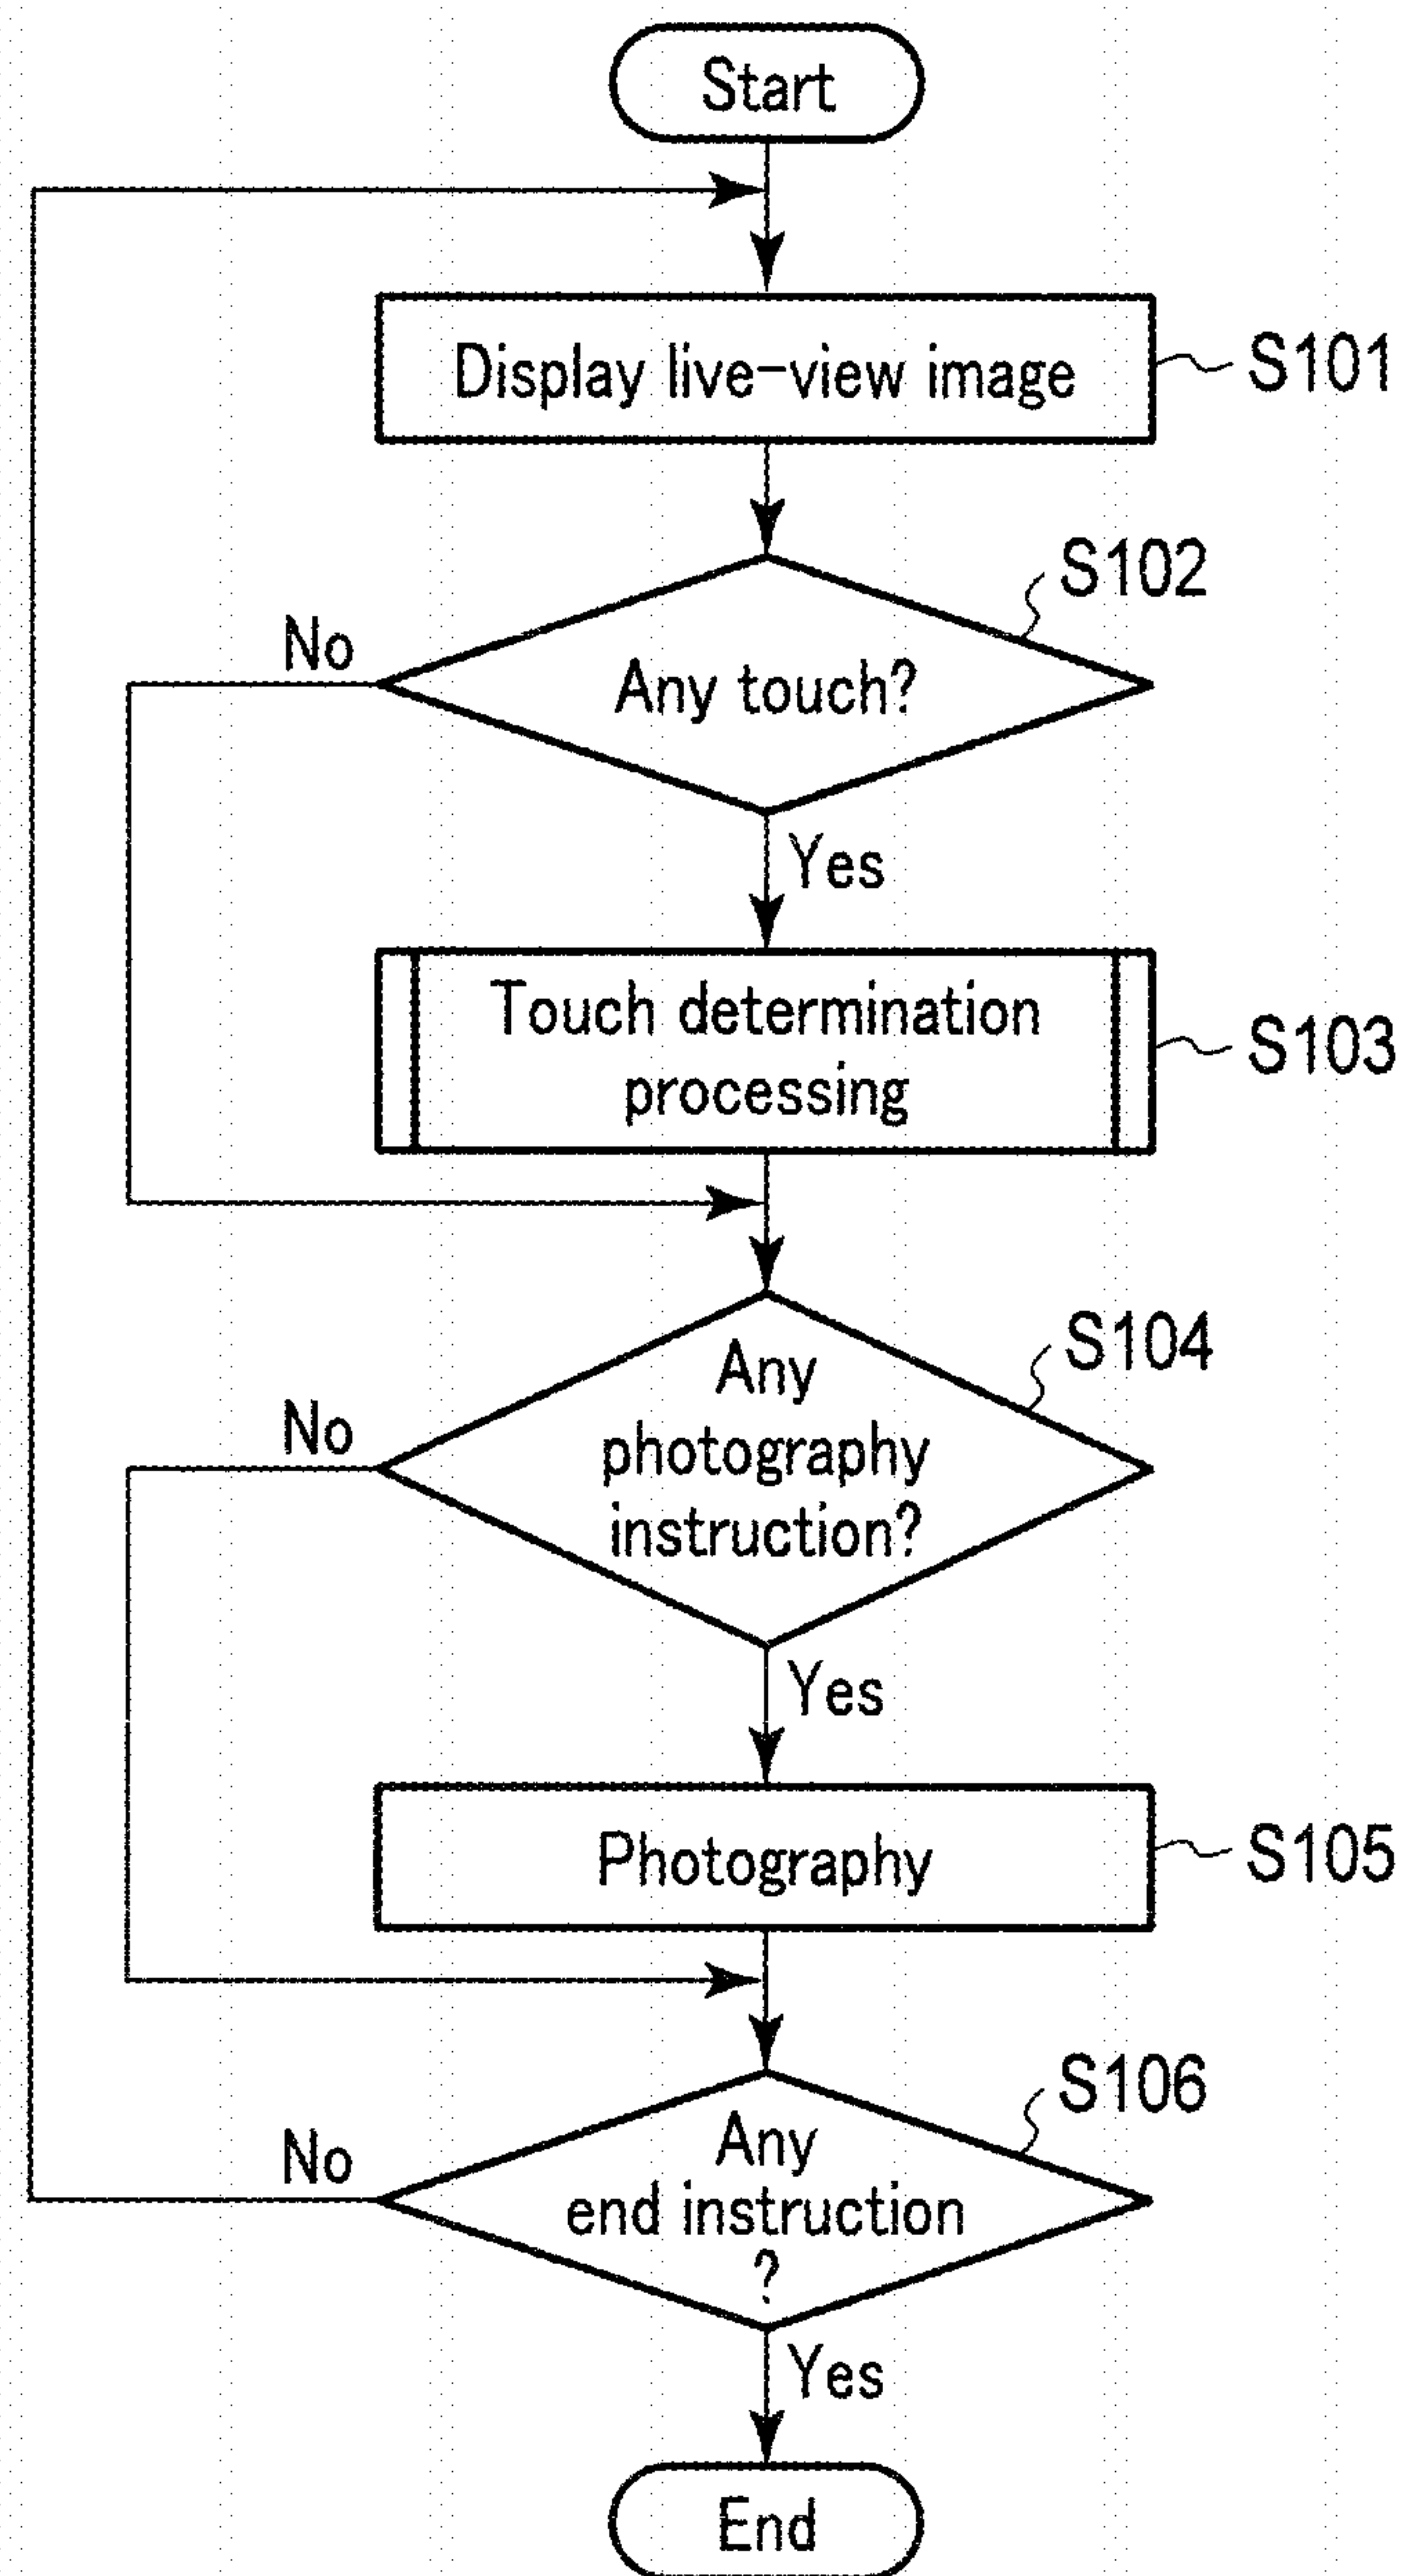 Start
Display live-view image
S101
S102
No
Any touch?
Yes
Touch determination
processing
S103
S104
Any
photography
instruction?
No
Yes
Photography
S105
S106
Any
end instruction
?
No
Yes
End